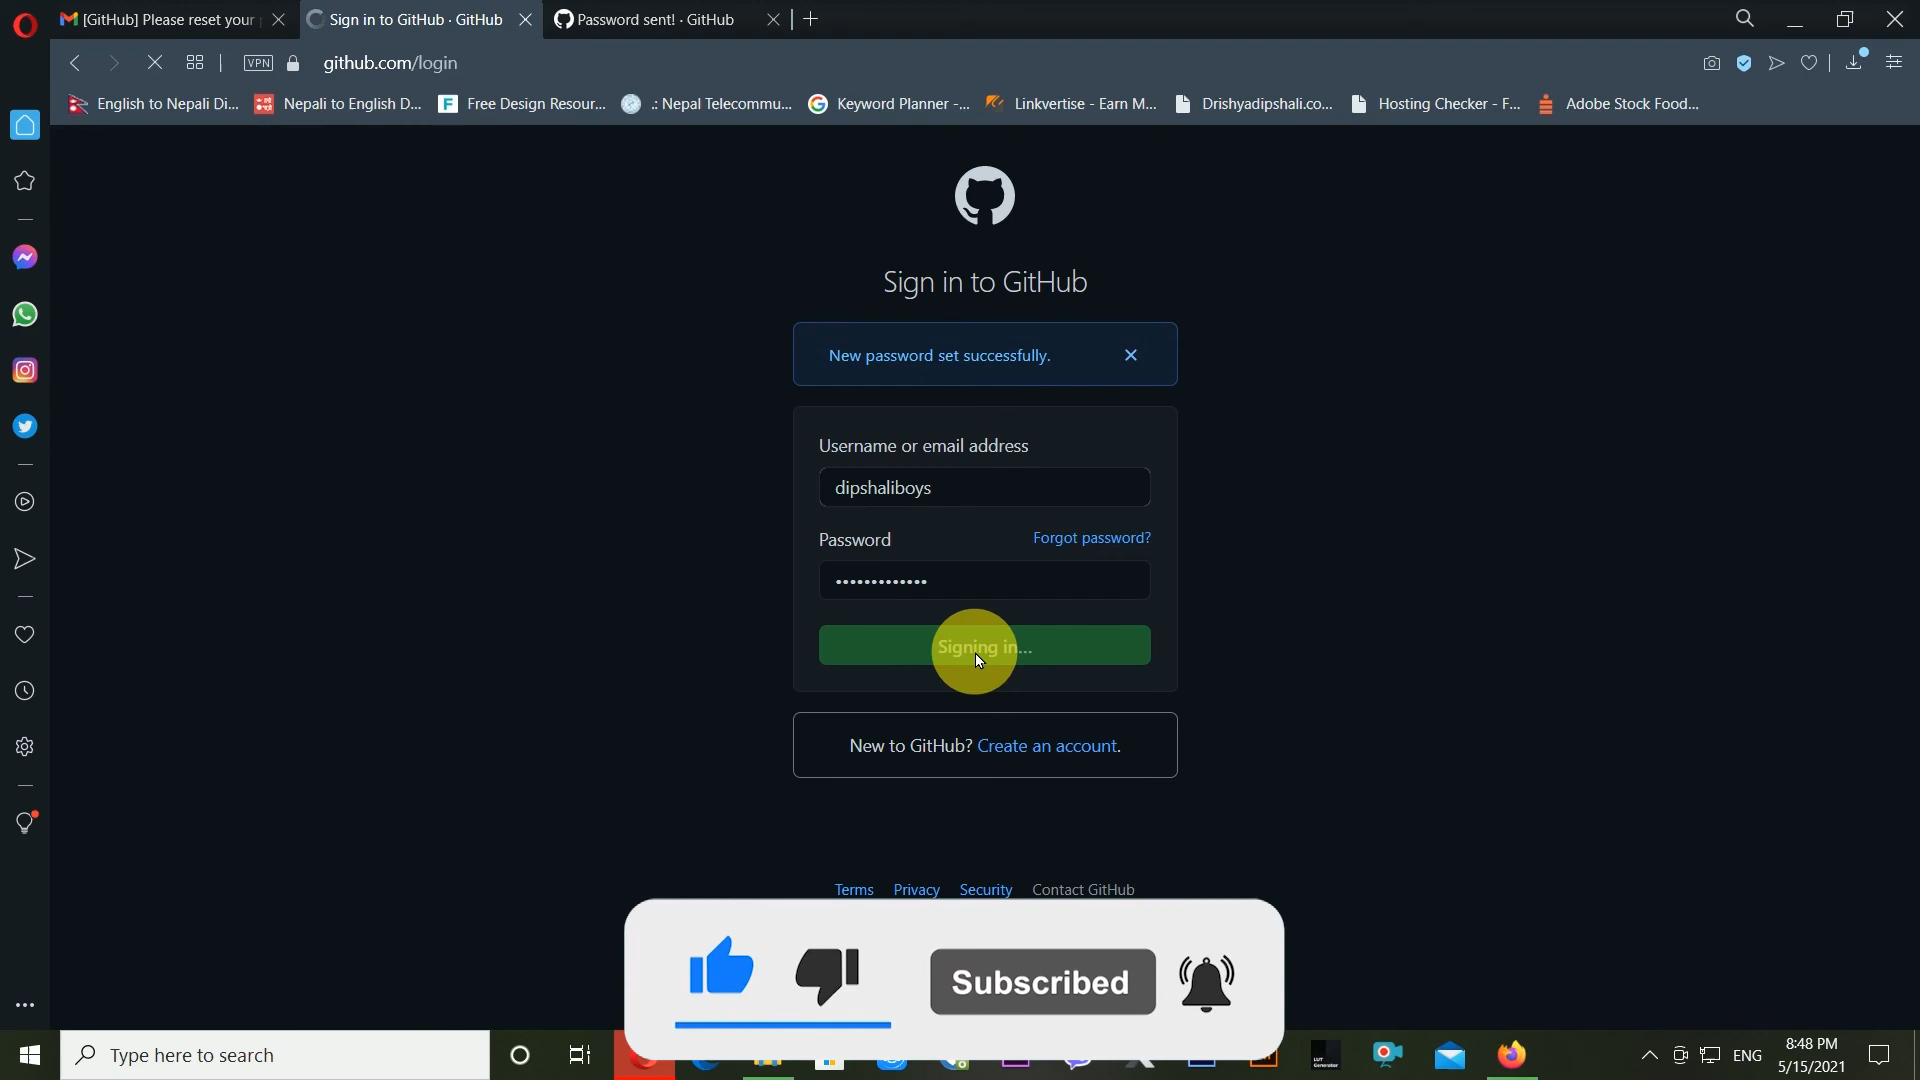 [GitHub] Please reset your
Sign in to GitHub · GitHub
Password sent! · GitHub
VPN
github.com/login
English to Nepali Di...
Nepali to English D...
Free Design Resour...
.: Nepal Telecommu...
Keyword Planner -...
Linkvertise - Earn M...
Drishyadipshali.co...
Hosting Checker - F...
Adobe Stock Food...
Sign in to GitHub
New password set successfully.
Username or email address
dipshaliboys
Password
Forgot password?
Signing in...
New to GitHub? Create an account.
Terms Privacy Security Contact GitHub
Subscribed
Type here to search
ENG
8:48 PM
5/15/2021